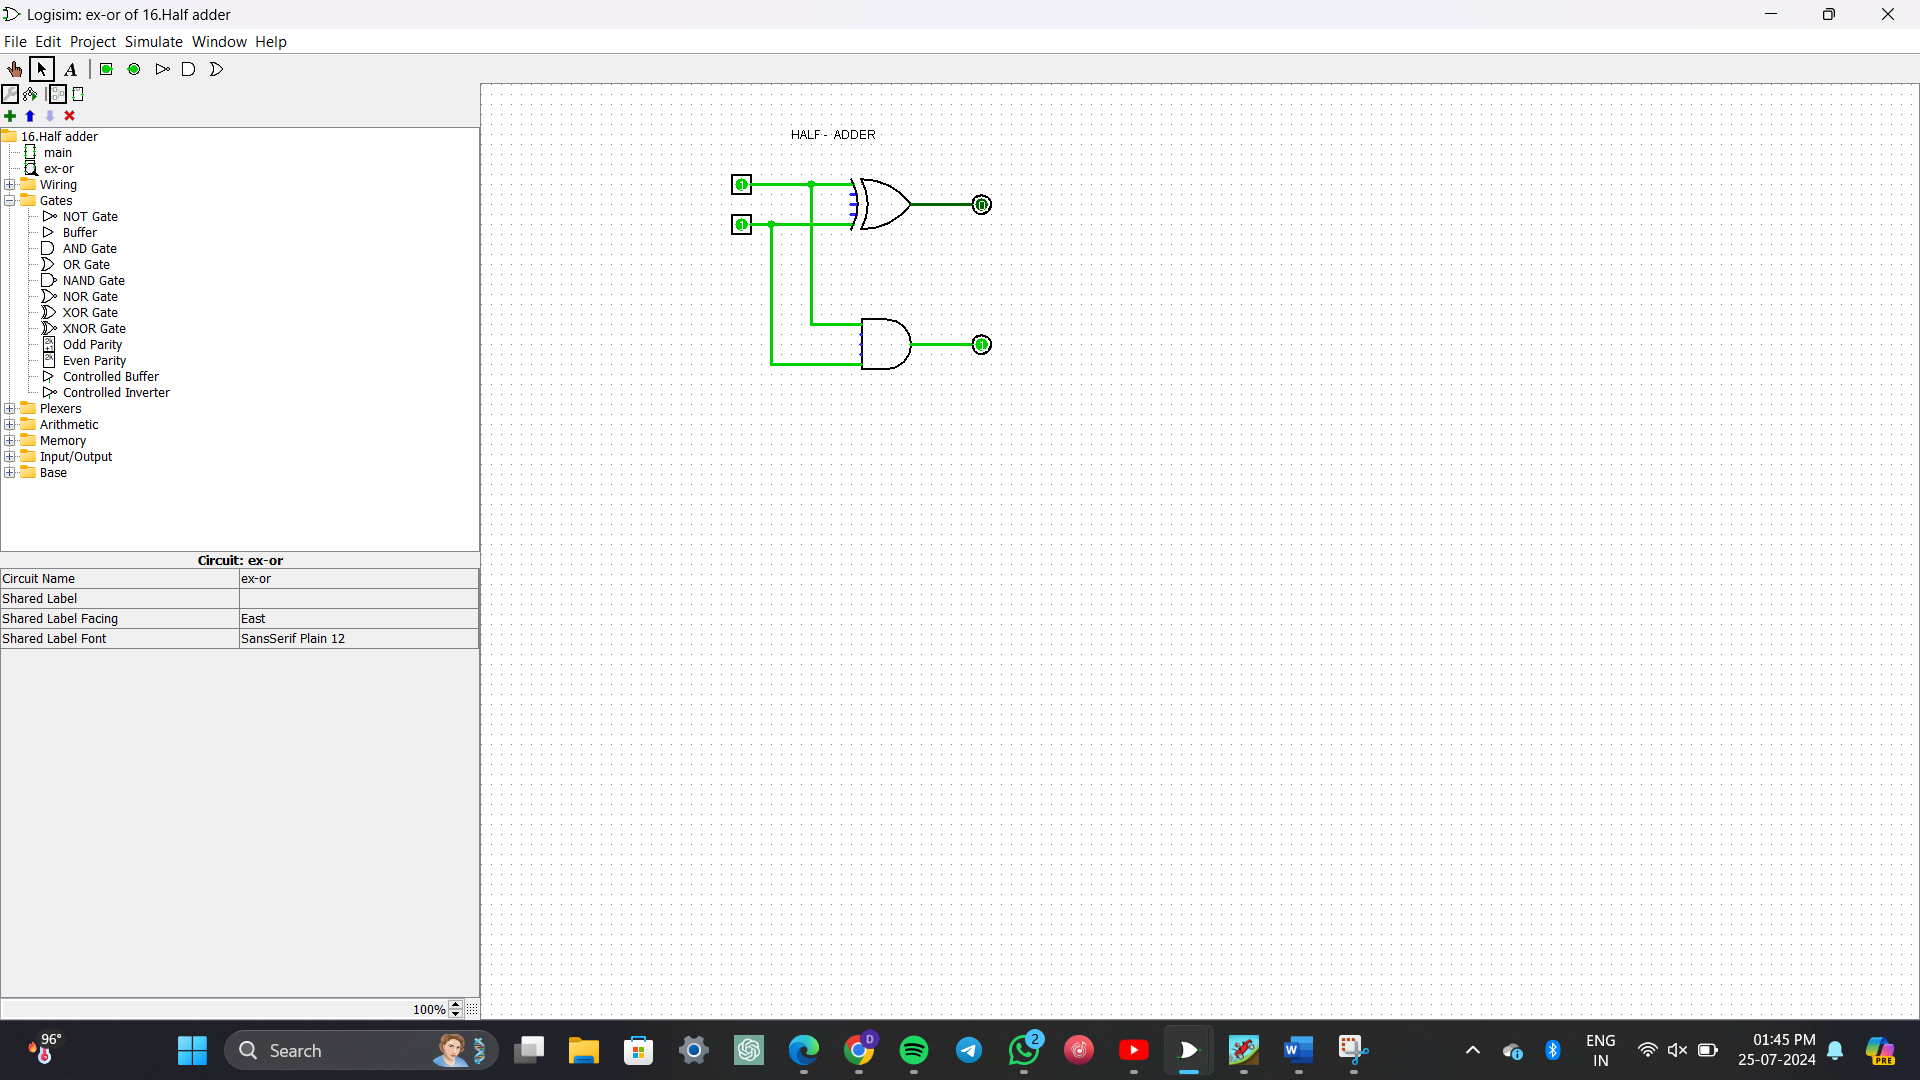 Logisim: ex-or of 16.Half adder
File Edit Project Simulate Window Help
A
16.Half adder
main
ex-or
Wiring
Gates
NOT Gate
Buffer
AND Gate
OR Gate
NAND Gate
NOR Gate
XOR Gate
XNOR Gate
Odd Parity
Even Parity
Controlled Buffer
Controlled Inverter
Plexers
Arithmetic
Memory
Input/Output
Base
Circuit: ex-or
Circuit Name ex-or
Shared Label
Shared Label Facing East
Shared Label Font SansSerif Plain 12
100%
HALF - ADDER
1
0
1
1
96°
Search
D
2
W
ENG
IN
01:45 PM
25-07-2024
PRE